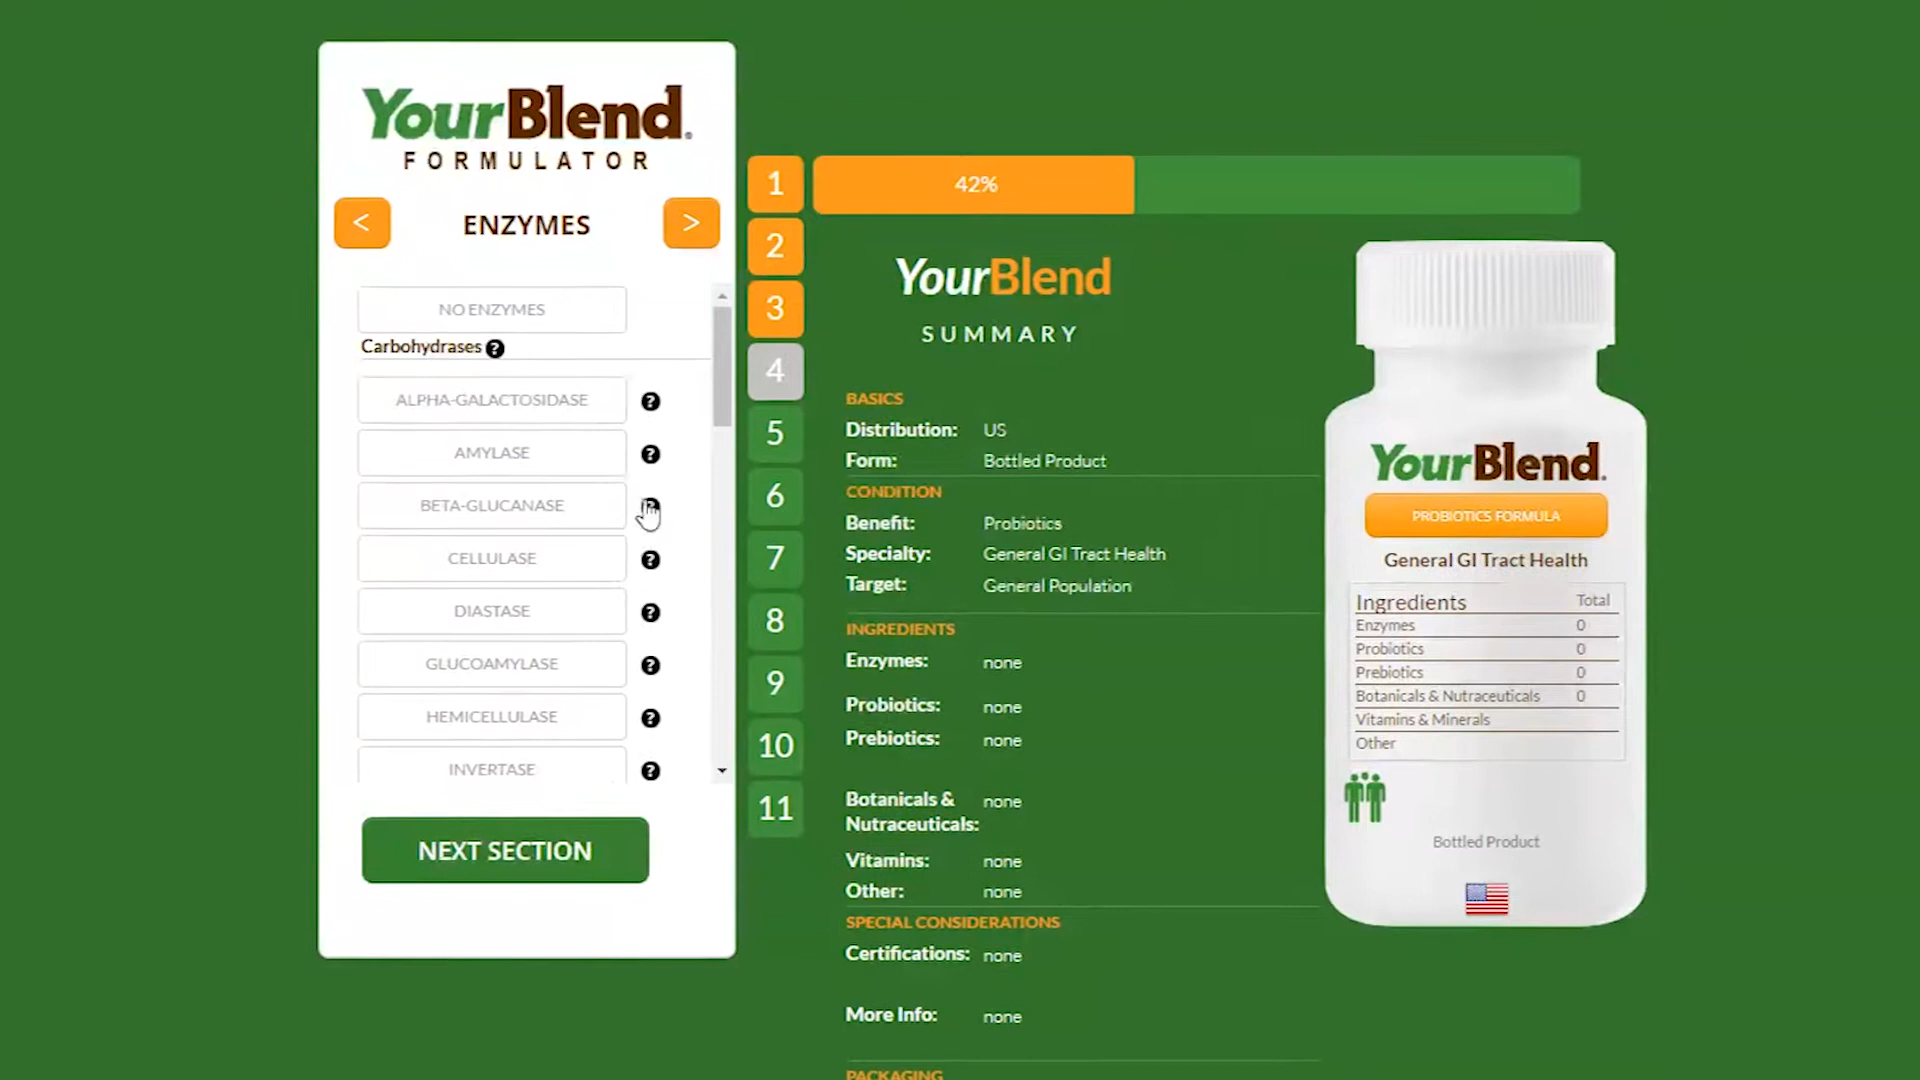 YourBlend.
FORMULATOR
< ENZYMES >
NO ENZYMES
Carbohydrases ?
ALPHA-GALACTOSIDASE ?
AMYLASE ?
BETA-GLUCANASE ?
CELLULASE ?
DIASTASE ?
GLUCOAMYLASE ?
HEMICELLULASE ?
INVERTASE ?
NEXT SECTION
1
2
3
4
5
6
7
8
9
10
11
42%
YourBlend
SUMMARY
BASICS
Distribution: US
Form: Bottled Product
CONDITION
Benefit: Probiotics
Specialty: General GI Tract Health
Target: General Population
INGREDIENTS
Enzymes: none
Probiotics: none
Prebiotics: none
Botanicals & none
Nutraceuticals:
Vitamins: none
Other: none
SPECIAL CONSIDERATIONS
Certifications: none
More Info: none
PACKAGING
YourBlend.
PROBIOTICS FORMULA
General GI Tract Health
Ingredients Total
Enzymes 0
Probiotics 0
Prebiotics 0
Botanicals & Nutraceuticals 0
Vitamins & Minerals
Other
Bottled Product